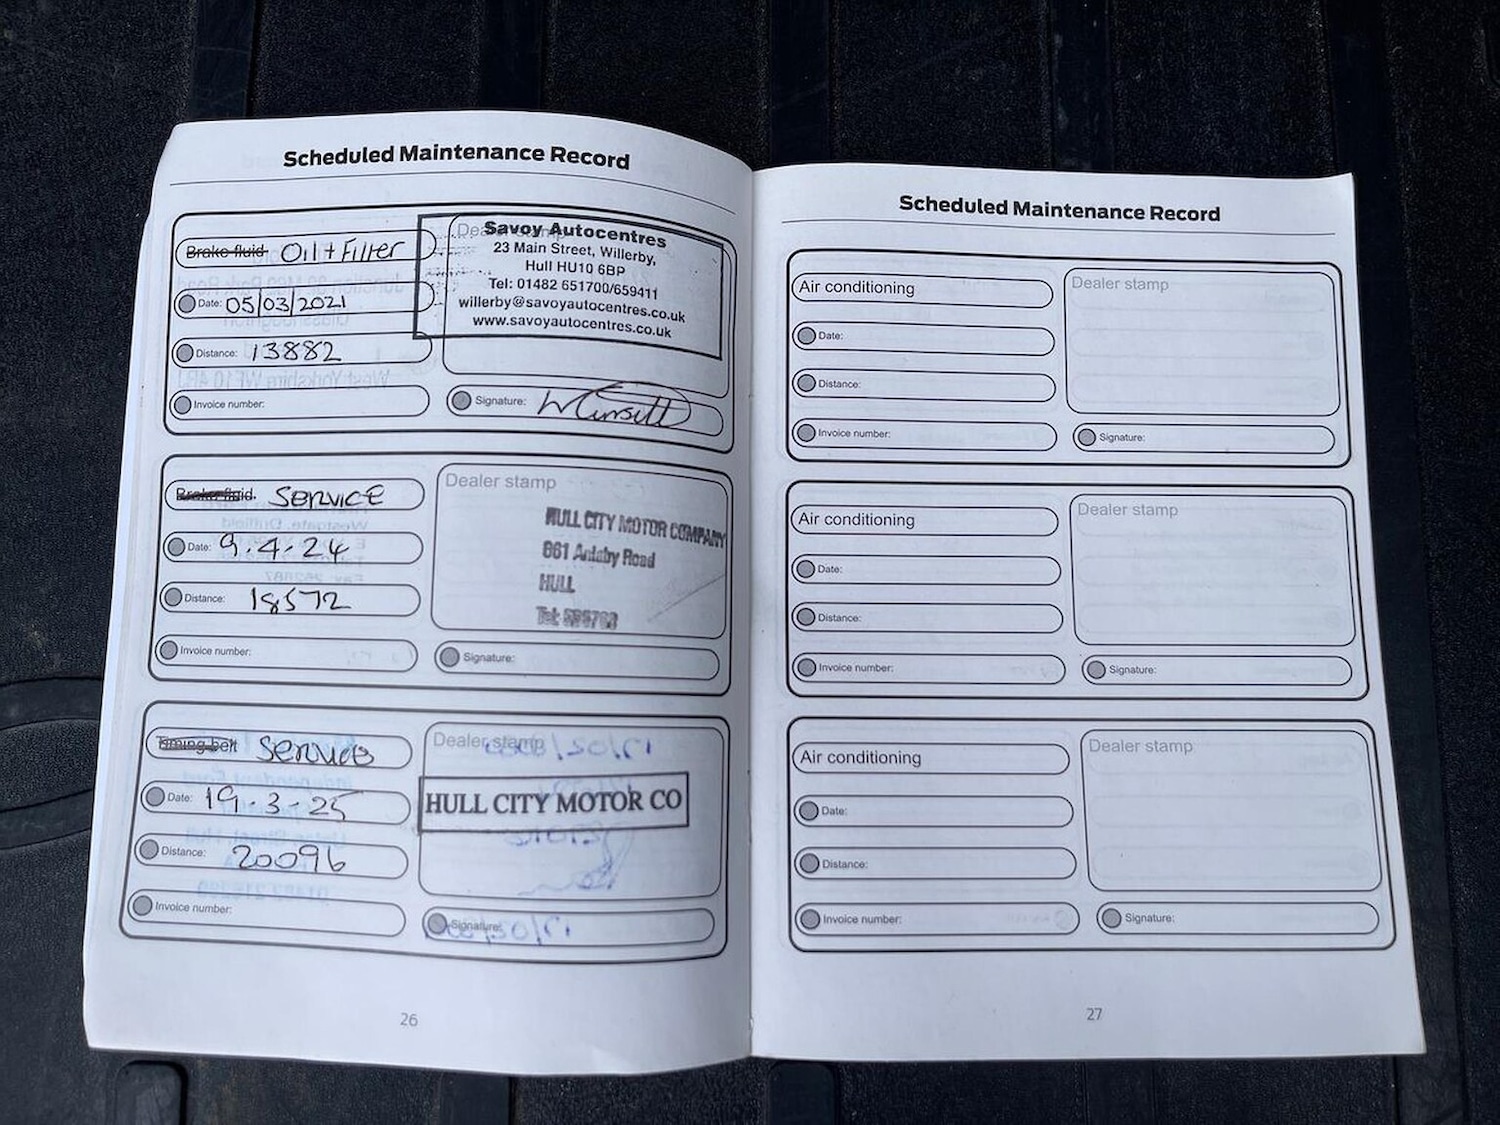 Scheduled Maintenance Record
Brake fluid Oil + Filter
Date: 05/03/2021
Distance: 13882
Invoice number:
Dealer stamp
Savoy Autocentres
23 Main Street, Willerby,
Hull HU10 6BP
Tel: 01482 651700/659411
willerby@savoyautocentres.co.uk
www.savoyautocentres.co.uk
Signature:
Brake fluid. SERVICE
Date: 9.4.24
Distance: 18572
Invoice number:
Dealer stamp
HULL CITY MOTOR COMPANY
861 Anlaby Road
HULL
Tel:
Signature:
Timing belt SERVICE
Date: 19.3-25
Distance: 20096
Invoice number:
Dealer stamp
HULL CITY MOTOR CO
Signature:
26
Scheduled Maintenance Record
Air conditioning
Date:
Distance:
Invoice number:
Dealer stamp
Signature:
Air conditioning
Date:
Distance:
Invoice number:
Dealer stamp
Signature:
Air conditioning
Date:
Distance:
Invoice number:
Dealer stamp
Signature:
27